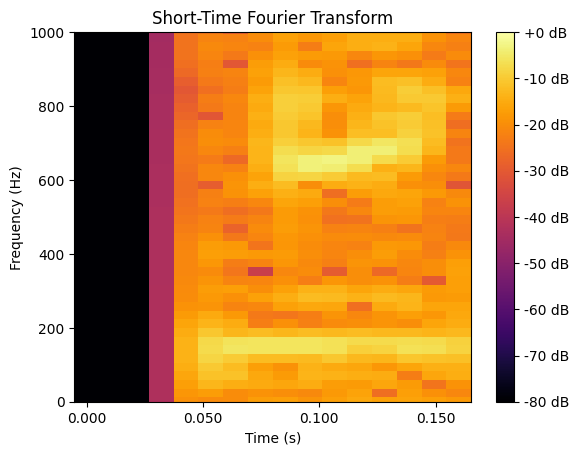 Short-Time Fourier Transform
Frequency (Hz)
1000
800
600
400
200
0
0.000
0.050
0.100
0.150
Time (s)
+0 dB
-10 dB
-20 dB
-30 dB
-40 dB
-50 dB
-60 dB
-70 dB
-80 dB